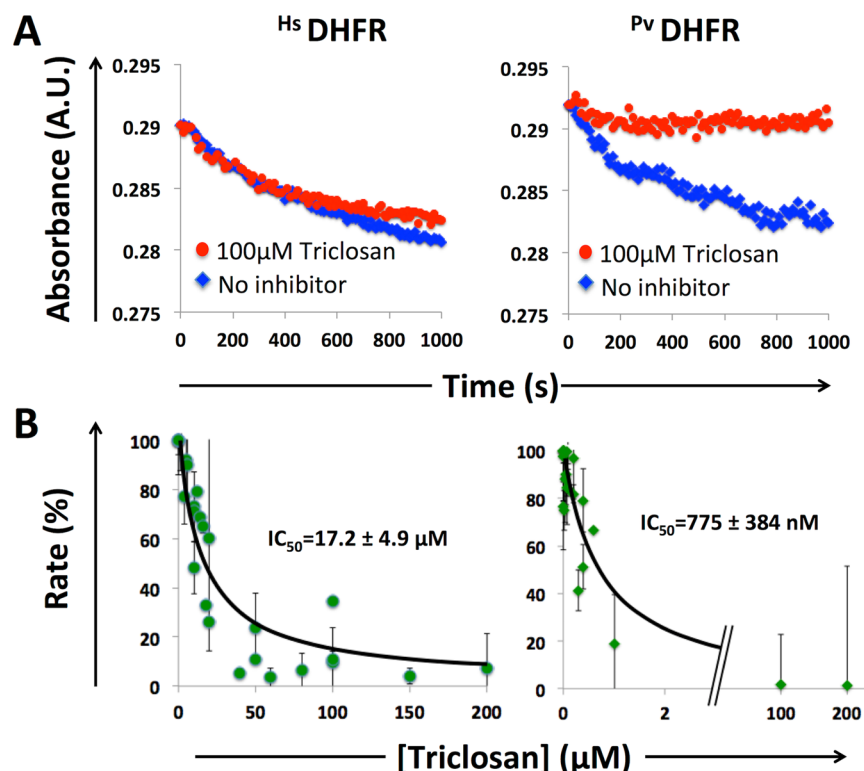 A
Hs DHFR
Pv DHFR
Absorbance (A.U.)
0.295
0.29
0.285
0.28
0.275
100μM Triclosan
No inhibitor
0 200 400 600 800 1000
0.295
0.29
0.285
0.28
0.275
100μM Triclosan
No inhibitor
0 200 400 600 800 1000
Time (s)
B
Rate (%)
100
80
60
40
20
0
IC50=17.2 ± 4.9 μM
0 50 100 150 200
100
80
60
40
20
0
IC50=775 ± 384 nM
0 2 100 200
[Triclosan] (μM)